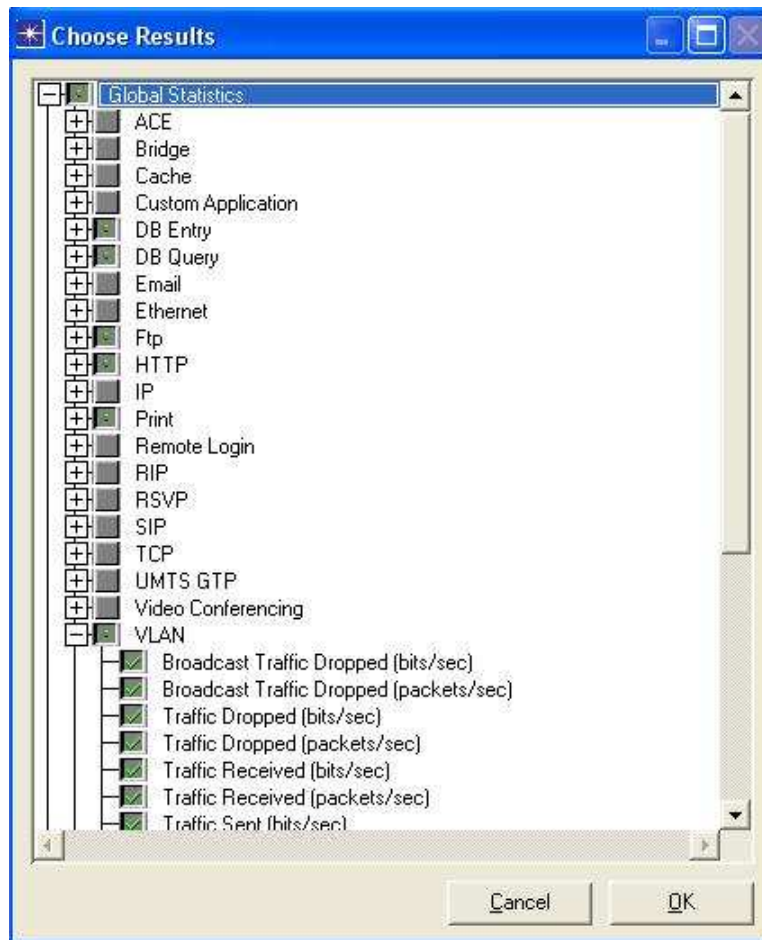 Choose Results
Global Statistics
ACE
Bridge
Cache
Custom Application
DB Entry
DB Query
Email
Ethernet
Ftp
HTTP
IP
Print
Remote Login
RIP
RSVP
SIP
TCP
UMTS GTP
Video Conferencing
VLAN
Broadcast Traffic Dropped (bits/sec)
Broadcast Traffic Dropped (packets/sec)
Traffic Dropped (bits/sec)
Traffic Dropped (packets/sec)
Traffic Received (bits/sec)
Traffic Received (packets/sec)
Traffic Sent (bits/sec)
Cancel OK